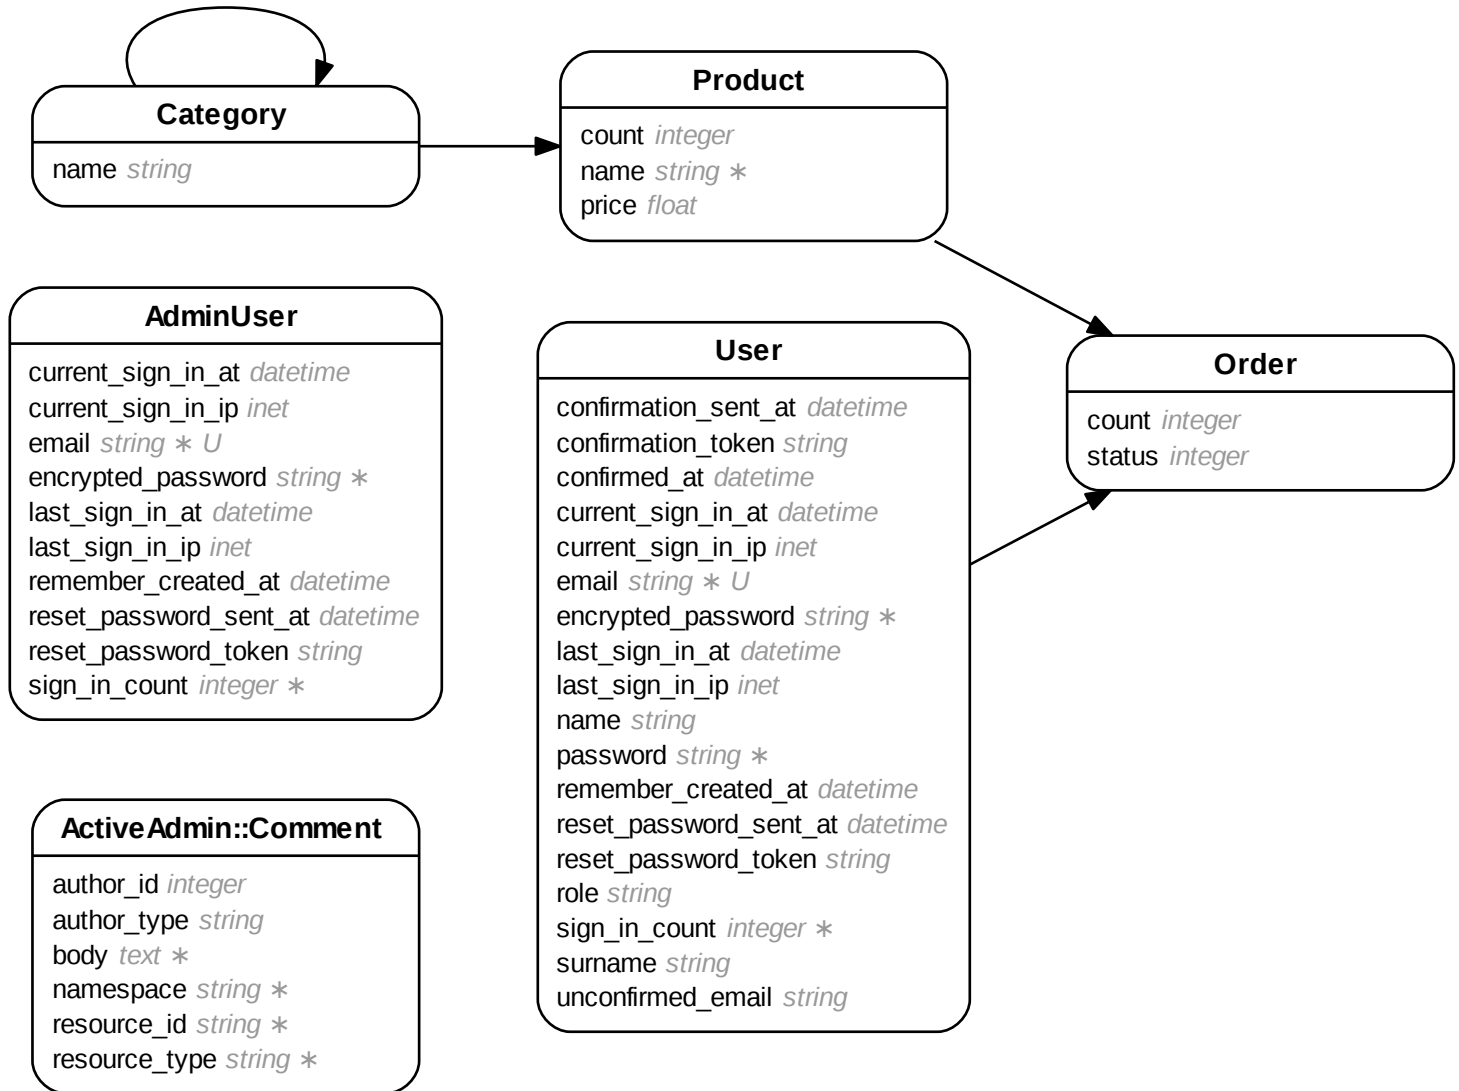 Category
name string
Product
count integer
name string ∗
price float
AdminUser
current_sign_in_at datetime
current_sign_in_ip inet
email string ∗ U
encrypted_password string ∗
last_sign_in_at datetime
last_sign_in_ip inet
remember_created_at datetime
reset_password_sent_at datetime
reset_password_token string
sign_in_count integer ∗
User
confirmation_sent_at datetime
confirmation_token string
confirmed_at datetime
current_sign_in_at datetime
current_sign_in_ip inet
email string ∗ U
encrypted_password string ∗
last_sign_in_at datetime
last_sign_in_ip inet
name string
password string ∗
remember_created_at datetime
reset_password_sent_at datetime
reset_password_token string
role string
sign_in_count integer ∗
surname string
unconfirmed_email string
Order
count integer
status integer
ActiveAdmin::Comment
author_id integer
author_type string
body text ∗
namespace string ∗
resource_id string ∗
resource_type string ∗